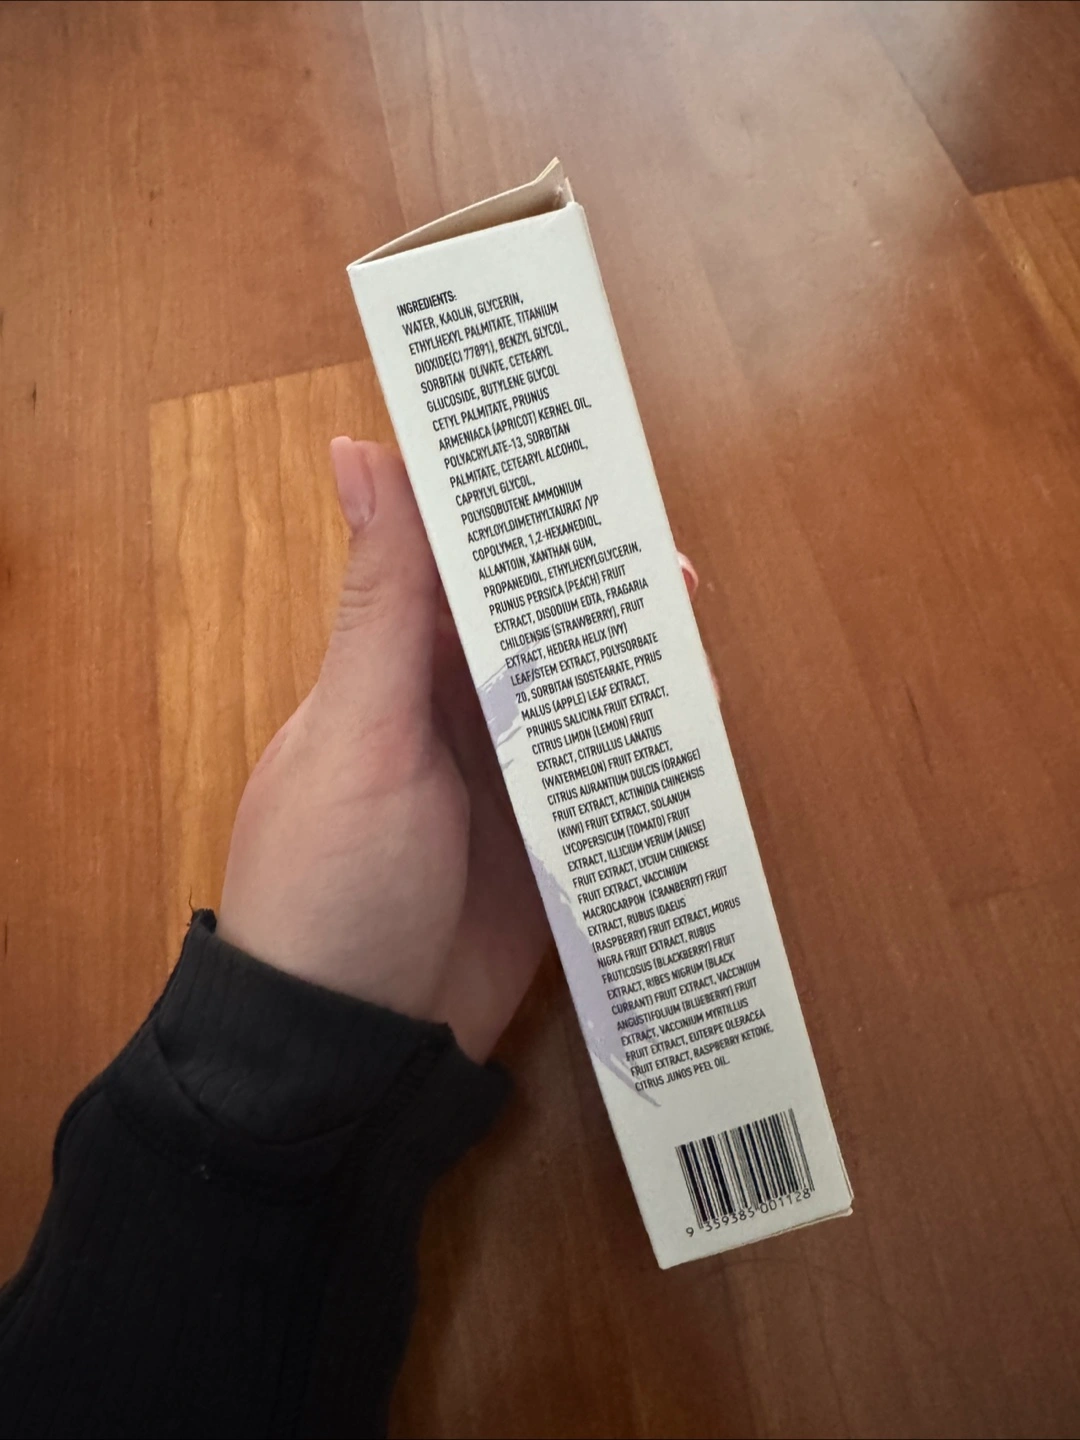 INGREDIENTS:
WATER, KAOLIN, GLYCERIN,
ETHYLHEXYL PALMITATE, TITANIUM
DIOXIDE(CI 77891), BENZYL GLYCOL,
SORBITAN OLIVATE, CETEARYL
GLUCOSIDE, BUTYLENE GLYCOL
CETYL PALMITATE, PRUNUS
ARMENIACA (APRICOT) KERNEL OIL,
POLYACRYLATE-13, SORBITAN
PALMITATE, CETEARYL ALCOHOL,
CAPRYLYL GLYCOL,
POLYISOBUTENE AMMONIUM
ACRYLOYLDIMETHYLTAURAT /VP
COPOLYMER, 1,2-HEXANEDIOL,
ALLANTOIN, XANTHAN GUM,
PROPANEDIOL, ETHYLHEXYLGLYCERIN,
PRUNUS PERSICA (PEACH) FRUIT
EXTRACT, DISODIUM EDTA, FRAGARIA
CHILOENSIS (STRAWBERRY), FRUIT
EXTRACT, HEDERA HELIX (IVY)
LEAF/STEM EXTRACT, POLYSORBATE
20, SORBITAN ISOSTEARATE, PYRUS
MALUS (APPLE) LEAF EXTRACT,
PRUNUS SALICINA FRUIT EXTRACT,
CITRUS LIMON (LEMON) FRUIT
EXTRACT, CITRULLUS LANATUS
(WATERMELON) FRUIT EXTRACT,
CITRUS AURANTIUM DULCIS (ORANGE)
FRUIT EXTRACT, ACTINIDIA CHINENSIS
(KIWI) FRUIT EXTRACT, SOLANUM
LYCOPERSICUM (TOMATO) FRUIT
EXTRACT, ILLICIUM VERUM (ANISE)
FRUIT EXTRACT, LYCIUM CHINENSE
FRUIT EXTRACT, VACCINIUM
MACROCARPON (CRANBERRY) FRUIT
EXTRACT, RUBUS IDAEUS
(RASPBERRY) FRUIT EXTRACT, MORUS
NIGRA FRUIT EXTRACT, RUBUS
FRUTICOSUS (BLACKBERRY) FRUIT
EXTRACT, RIBES NIGRUM (BLACK
CURRANT) FRUIT EXTRACT, VACCINIUM
ANGUSTIFOLIUM (BLUEBERRY) FRUIT
EXTRACT, VACCINIUM MYRTILLUS
FRUIT EXTRACT, EUTERPE OLERACEA
FRUIT EXTRACT, RASPBERRY KETONE,
CITRUS JUNOS PEEL OIL.
9 359385 001128